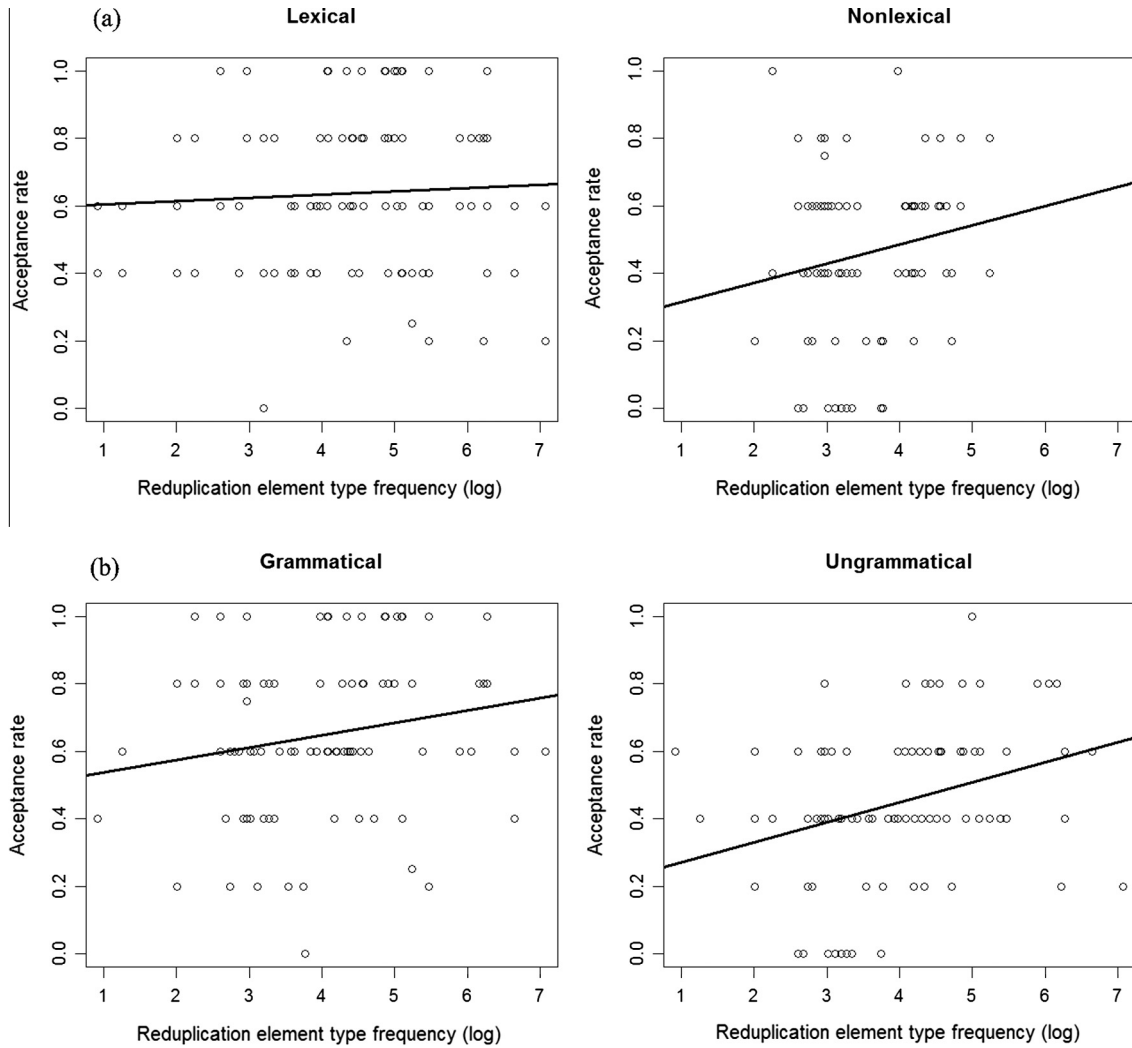 (a)
Lexical
Acceptance rate
1.0
0.8
0.6
0.4
0.2
0.0
1 2 3 4 5 6 7
Reduplication element type frequency (log)
Nonlexical
Acceptance rate
1.0
0.8
0.6
0.4
0.2
0.0
1 2 3 4 5 6 7
Reduplication element type frequency (log)
(b)
Grammatical
Acceptance rate
1.0
0.8
0.6
0.4
0.2
0.0
1 2 3 4 5 6 7
Reduplication element type frequency (log)
Ungrammatical
Acceptance rate
1.0
0.8
0.6
0.4
0.2
0.0
1 2 3 4 5 6 7
Reduplication element type frequency (log)